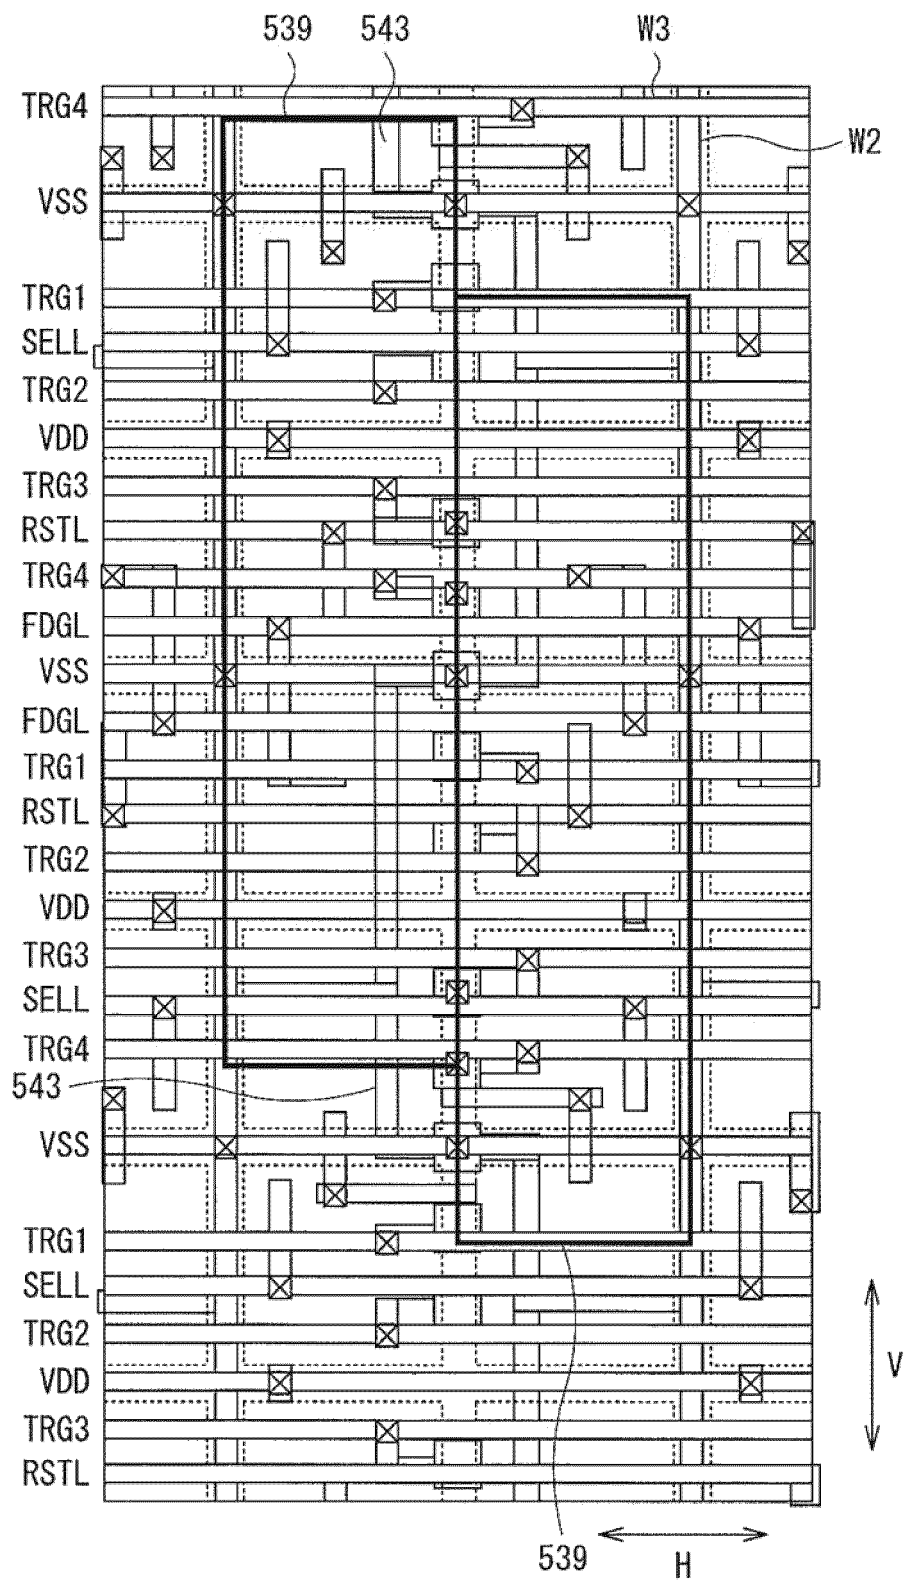 539 543 W3
TRG4
W2
VSS
TRG1
SELL
TRG2
VDD
TRG3
RSTL
TRG4
FDGL
VSS
FDGL
TRG1
RSTL
TRG2
VDD
TRG3
SELL
TRG4
543
VSS
TRG1
SELL
TRG2
V
VDD
TRG3
RSTL
539
H